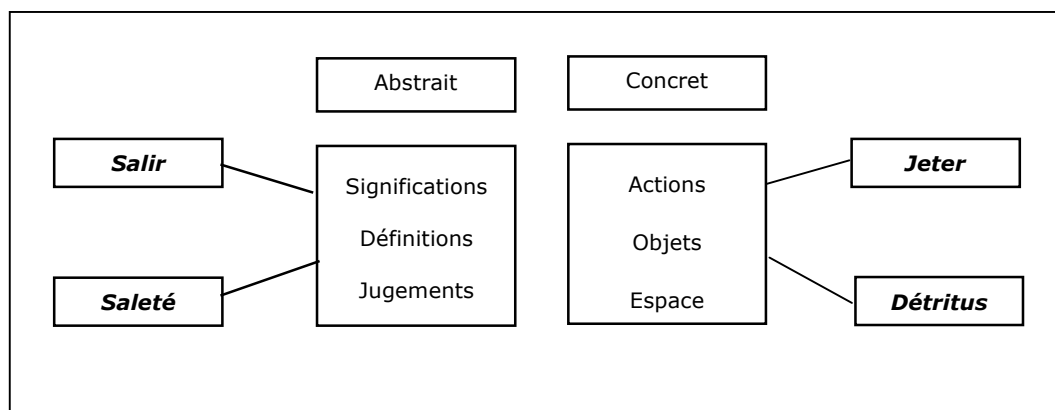 Abstrait
Concret
Salir
Significations
Définitions
Jugements
Saleté
Actions
Objets
Espace
Jeter
Détritus